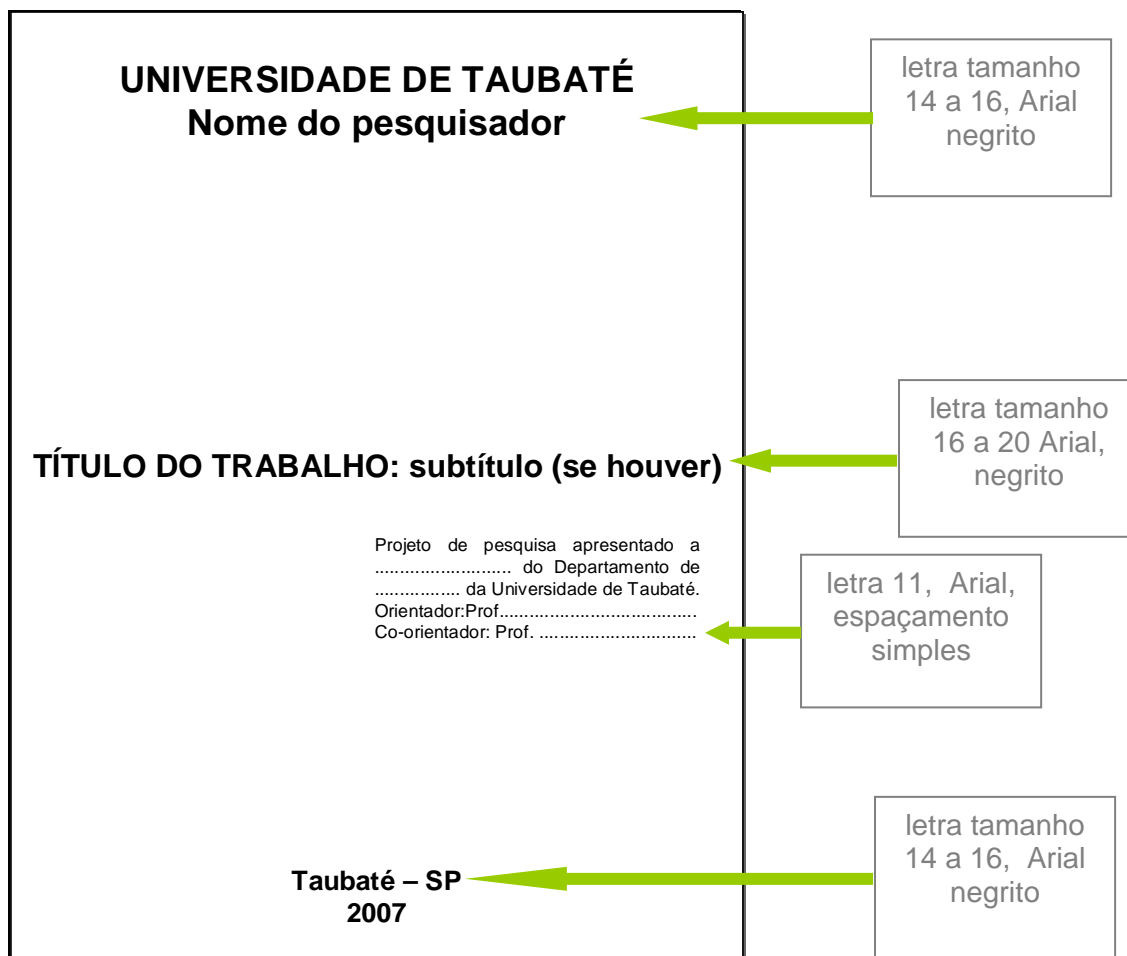 UNIVERSIDADE DE TAUBATÉ
Nome do pesquisador
letra tamanho
14 a 16, Arial
negrito
TÍTULO DO TRABALHO: subtítulo (se houver)
letra tamanho
16 a 20 Arial,
negrito
Projeto de pesquisa apresentado a
........................... do Departamento de
................. da Universidade de Taubaté.
Orientador:Prof.......................................
Co-orientador: Prof. ...............................
letra 11, Arial,
espaçamento
simples
letra tamanho
14 a 16, Arial
negrito
Taubaté – SP
2007